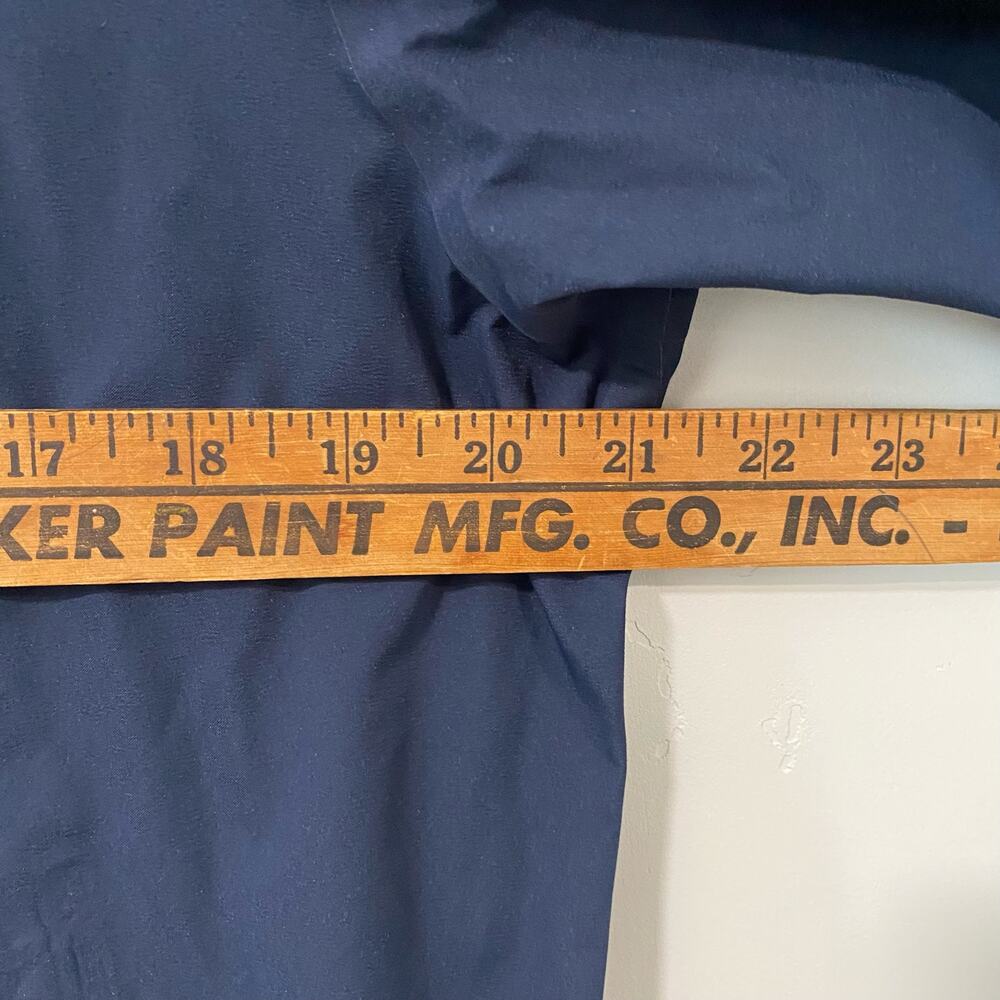 17 18 19 20 21 22 23
KER PAINT MFG. CO., INC. -